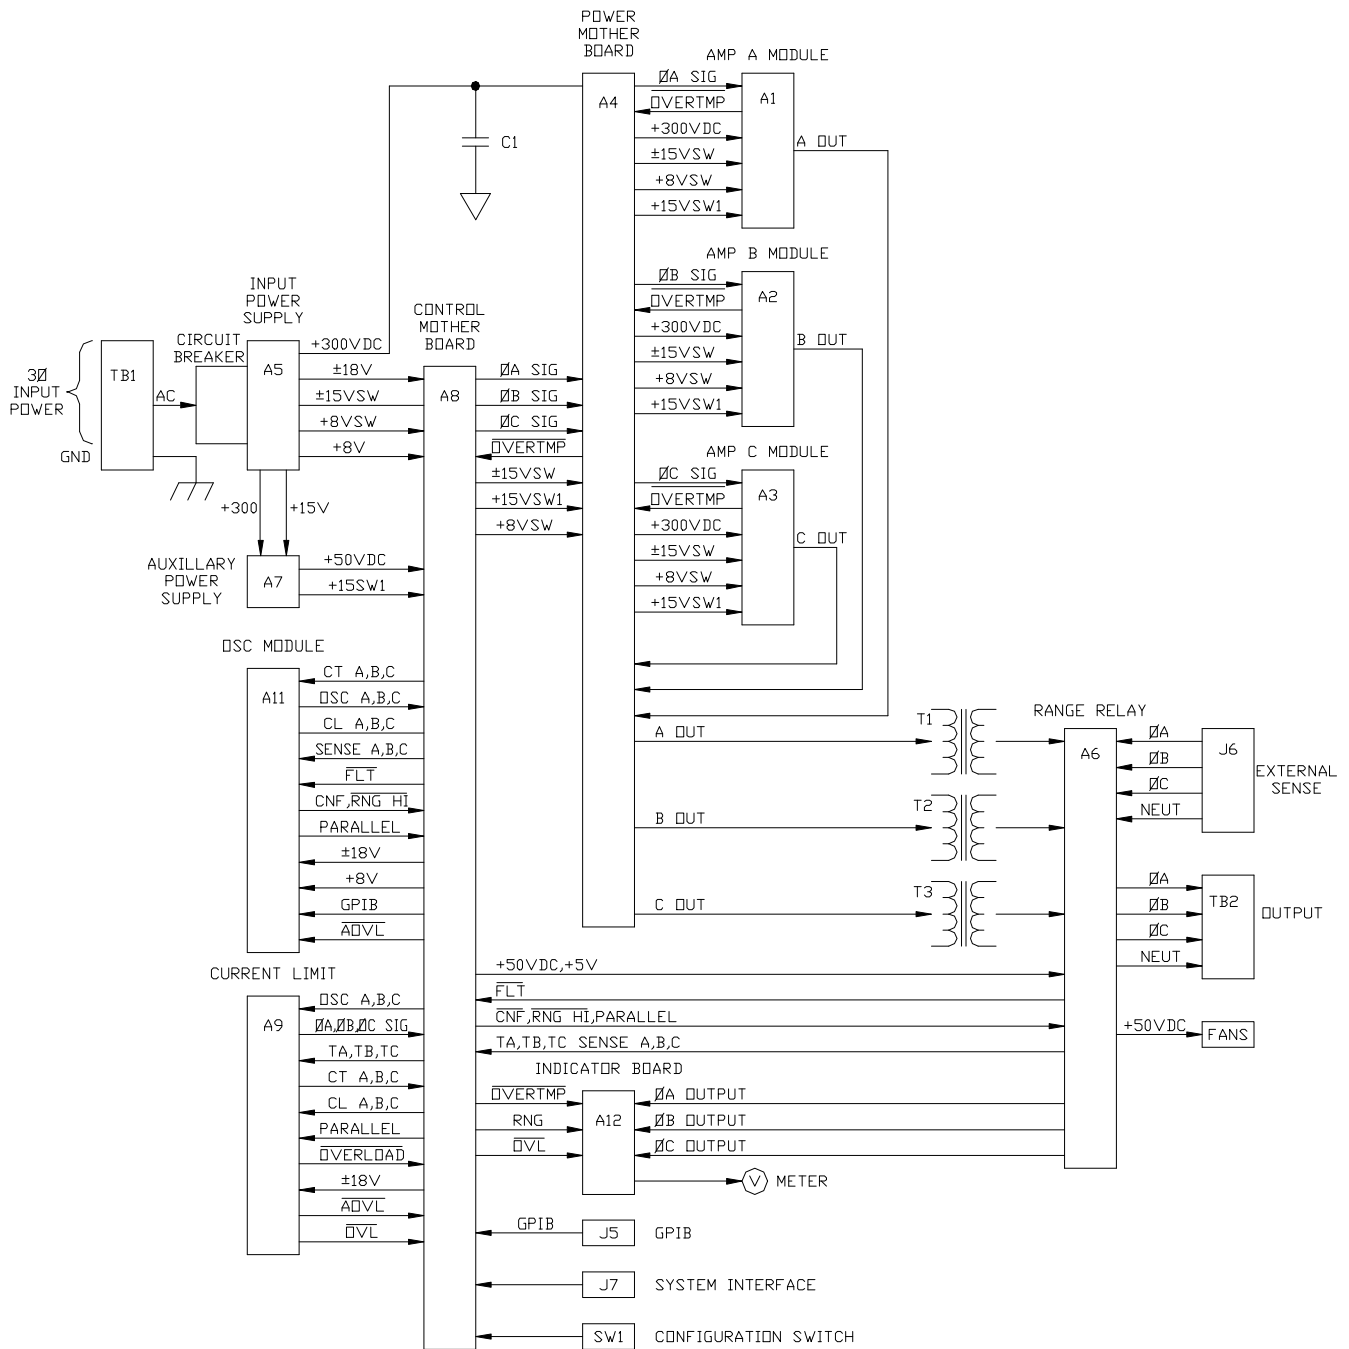 POWER
MOTHER
BOARD
A4
AMP A MODULE
ØA SIG
OVERTMP
+300VDC
±15VSW
+8VSW
+15VSW1
A1
A OUT
C1
AMP B MODULE
ØB SIG
OVERTMP
+300VDC
±15VSW
+8VSW
+15VSW1
A2
B OUT
AMP C MODULE
ØC SIG
OVERTMP
+300VDC
±15VSW
+8VSW
+15VSW1
A3
C OUT
INPUT
POWER
SUPPLY
CIRCUIT
BREAKER
A5
3Ø
INPUT
POWER
GND
TB1
AC
+300VDC
±18V
±15VSW
+8VSW
+8V
+300
+15V
CONTROL
MOTHER
BOARD
A8
ØA SIG
ØB SIG
ØC SIG
OVERTMP
±15VSW
+15VSW1
+8VSW
AUXILLARY
POWER
SUPPLY
A7
+50VDC
+15SW1
OSC MODULE
A11
CT A,B,C
OSC A,B,C
CL A,B,C
SENSE A,B,C
FLT
CNF,RNG HI
PARALLEL
±18V
+8V
GPIB
AOVL
CURRENT LIMIT
A9
OSC A,B,C
ØA,ØB,ØC SIG
TA,TB,TC
CT A,B,C
CL A,B,C
PARALLEL
OVERLOAD
±18V
AOVL
OVL
A OUT
B OUT
C OUT
T1
T2
T3
RANGE RELAY
A6
ØA
ØB
ØC
NEUT
J6
EXTERNAL
SENSE
ØA
ØB
ØC
NEUT
TB2
OUTPUT
+50VDC
FANS
+50VDC,+5V
FLT
CNF,RNG HI,PARALLEL
TA,TB,TC SENSE A,B,C
INDICATOR BOARD
OVERTMP
RNG
OVL
A12
ØA OUTPUT
ØB OUTPUT
ØC OUTPUT
V METER
GPIB
J5 GPIB
J7 SYSTEM INTERFACE
SW1 CONFIGURATION SWITCH